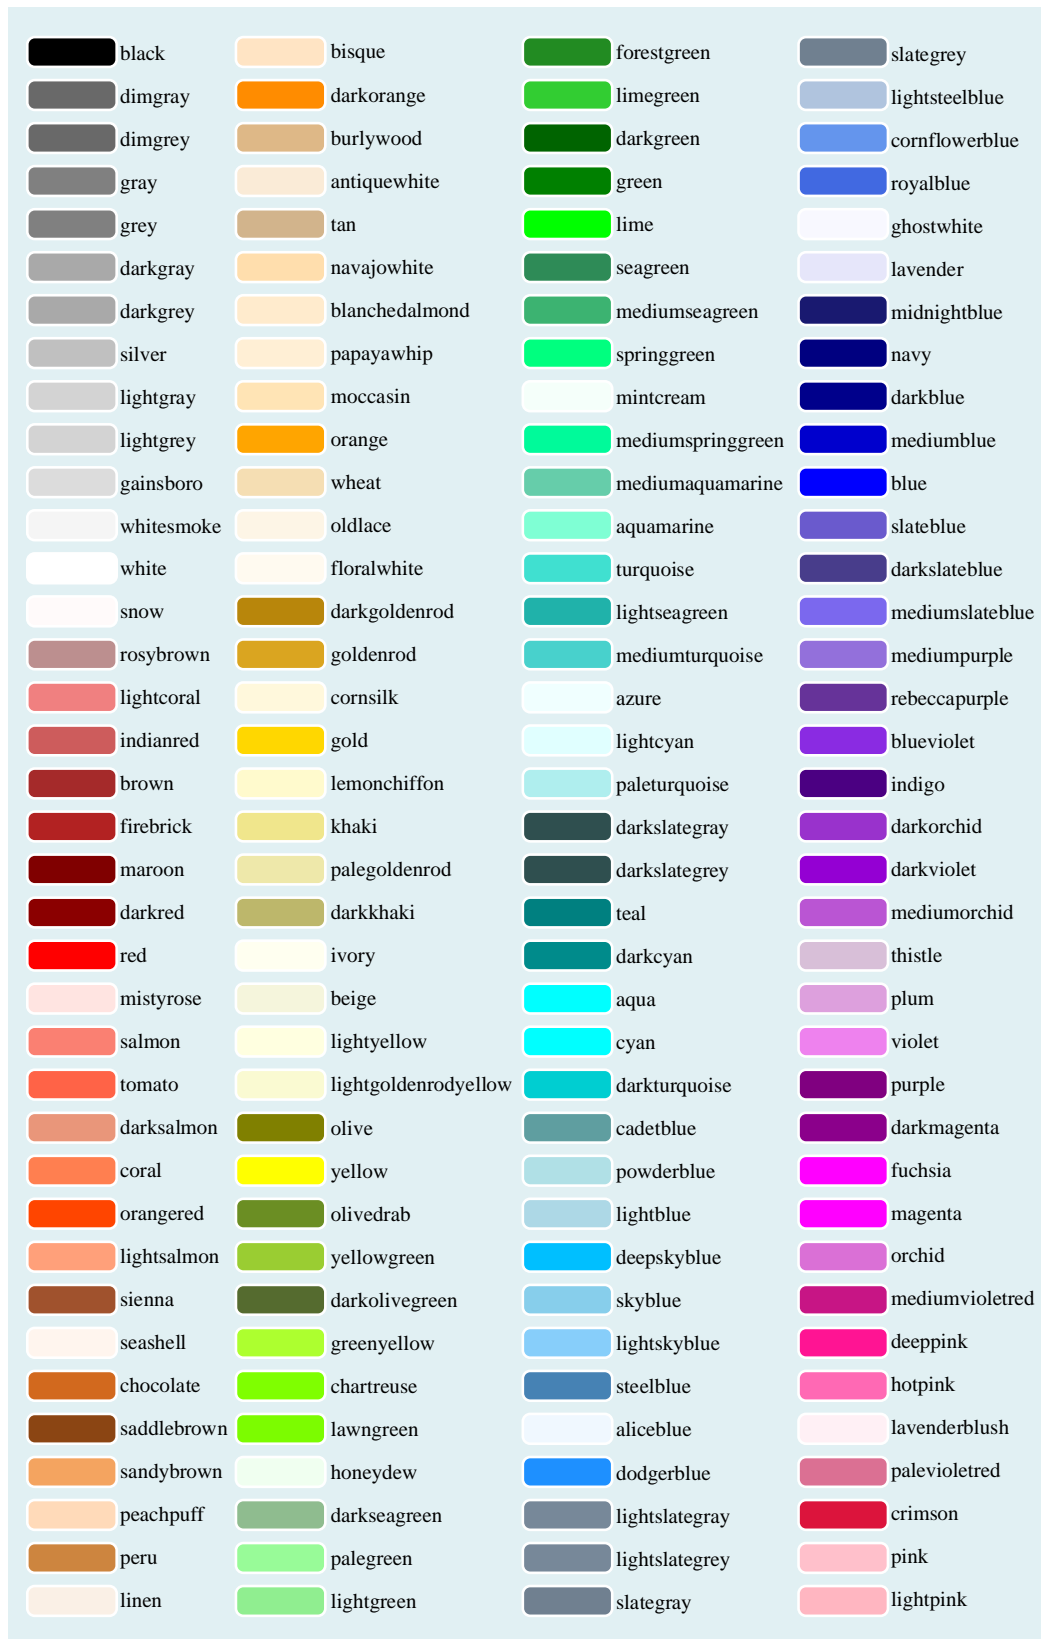 black
dimgray
dimgrey
gray
grey
darkgray
darkgrey
silver
lightgray
lightgrey
gainsboro
whitesmoke
white
snow
rosybrown
lightcoral
indianred
brown
firebrick
maroon
darkred
red
mistyrose
salmon
tomato
darksalmon
coral
orangered
lightsalmon
sienna
seashell
chocolate
saddlebrown
sandybrown
peachpuff
peru
linen
bisque
darkorange
burlywood
antiquewhite
tan
navajowhite
blanchedalmond
papayawhip
moccasin
orange
wheat
oldlace
floralwhite
darkgoldenrod
goldenrod
cornsilk
gold
lemonchiffon
khaki
palegoldenrod
darkkhaki
ivory
beige
lightyellow
lightgoldenrodyellow
olive
yellow
olivedrab
yellowgreen
darkolivegreen
greenyellow
chartreuse
lawngreen
honeydew
darkseagreen
palegreen
lightgreen
forestgreen
limegreen
darkgreen
green
lime
seagreen
mediumseagreen
springgreen
mintcream
mediumspringgreen
mediumaquamarine
aquamarine
turquoise
lightseagreen
mediumturquoise
azure
lightcyan
paleturquoise
darkslategray
darkslategrey
teal
darkcyan
aqua
cyan
darkturquoise
cadetblue
powderblue
lightblue
deepskyblue
skyblue
lightskyblue
steelblue
aliceblue
dodgerblue
lightslategray
lightslategrey
slategray
slategrey
lightsteelblue
cornflowerblue
royalblue
ghostwhite
lavender
midnightblue
navy
darkblue
mediumblue
blue
slateblue
darkslateblue
mediumslateblue
mediumpurple
rebeccapurple
blueviolet
indigo
darkorchid
darkviolet
mediumorchid
thistle
plum
violet
purple
darkmagenta
fuchsia
magenta
orchid
mediumvioletred
deeppink
hotpink
lavenderblush
palevioletred
crimson
pink
lightpink